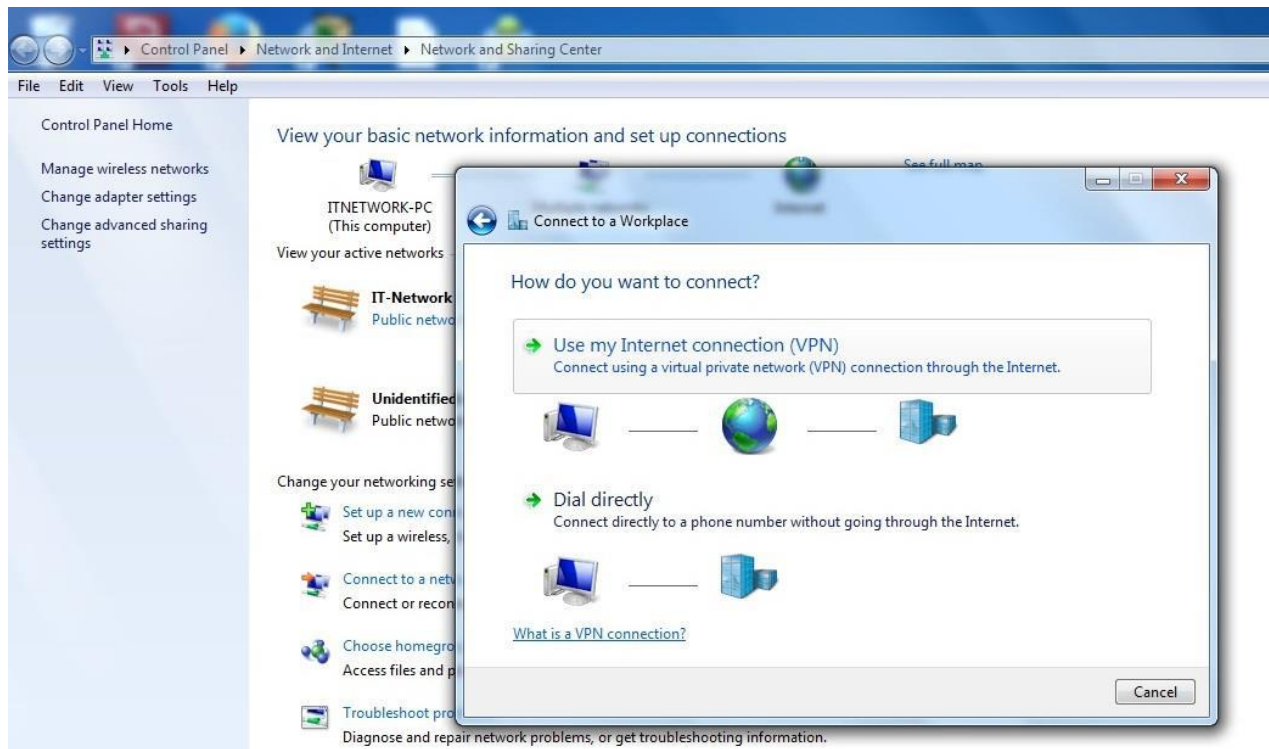 Control Panel Network and Internet Network and Sharing Center
File Edit View Tools Help
Control Panel Home
Manage wireless networks
Change adapter settings
Change advanced sharing
settings
View your basic network information and set up connections
See full map
ITNETWORK-PC
(This computer)
Internet
View your active networks
IT-Network
Public netwo
Unidentified
Public netwo
Change your networking se
Set up a new con
Set up a wireless,
Connect to a netw
Connect or recon
Choose homegro
Access files and p
Troubleshoot pro
Diagnose and repair network problems, or get troubleshooting information.
Connect to a Workplace
How do you want to connect?
Use my Internet connection (VPN)
Connect using a virtual private network (VPN) connection through the Internet.
Dial directly
Connect directly to a phone number without going through the Internet.
What is a VPN connection?
Cancel